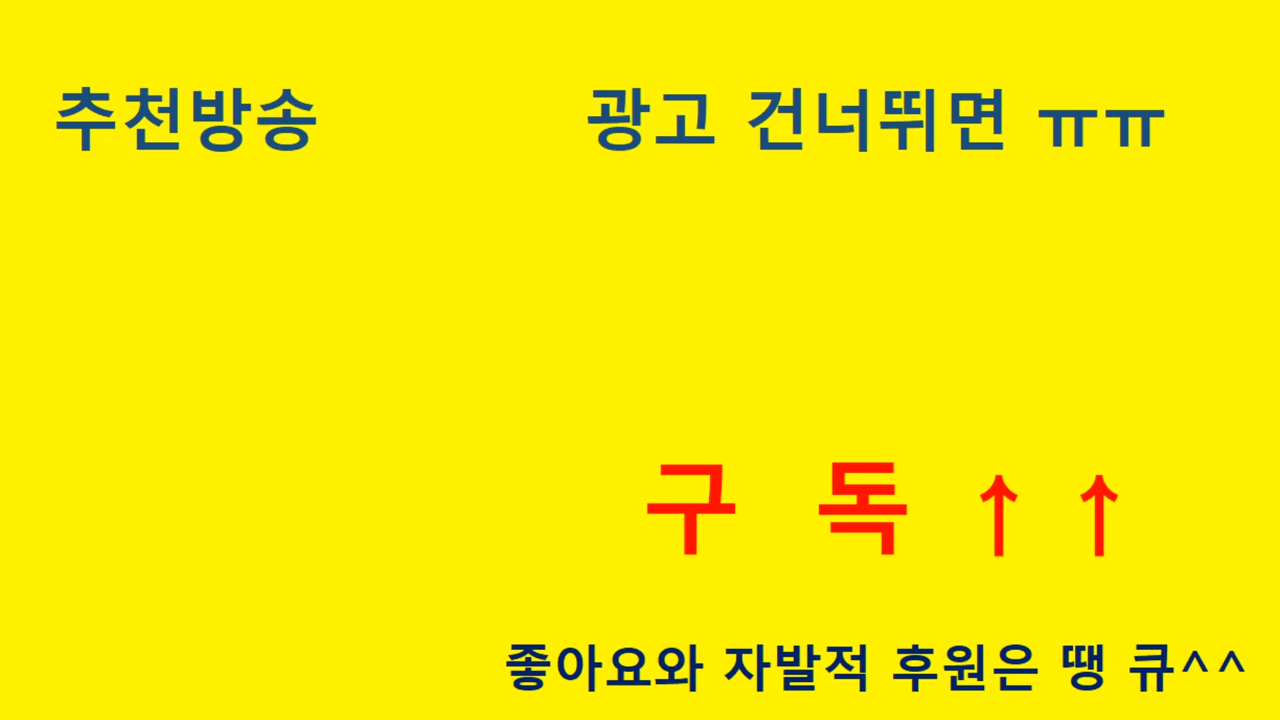 추천방송
광고 건너뛰면 ㅠㅠ
구 독 ↑ ↑
좋아요와 자발적 후원은 땡 큐^^